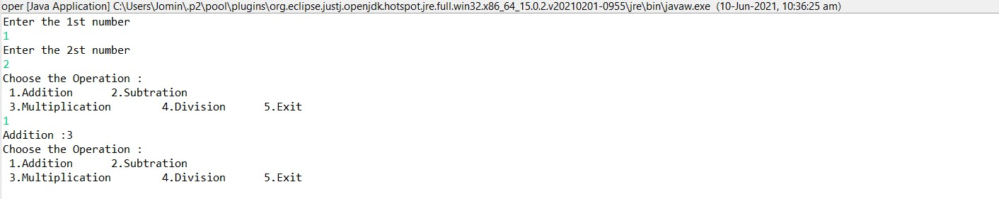 oper [Java Application] C:\Users\Jomin\.p2\pool\plugins\org.eclipse.justj.openjdk.hotspot.jre.full.win32.x86_64_15.0.2.v20210201-0955\jre\bin\javaw.exe (10-Jun-2021, 10:36:25 am)
Enter the 1st number
1
Enter the 2st number
2
Choose the Operation :
1.Addition 2.Subtration
3.Multiplication 4.Division 5.Exit
1
Addition :3
Choose the Operation :
1.Addition 2.Subtration
3.Multiplication 4.Division 5.Exit